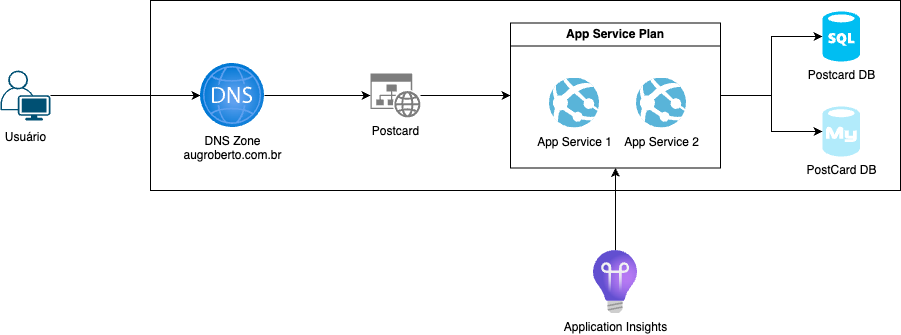 App Service Plan
SQL
Postcard DB
DNS
Usuário
DNS Zone
augroberto.com.br
Postcard
App Service 1
App Service 2
My
PostCard DB
Application Insights